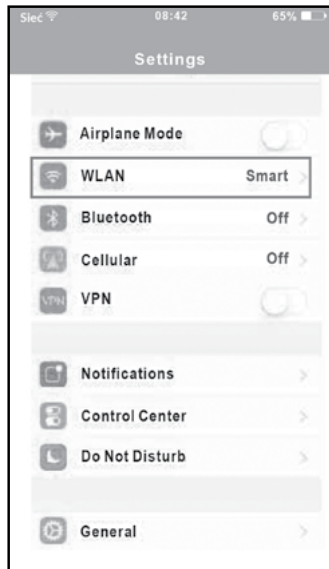 Sieć 08:42 65%
Settings
Airplane Mode
WLAN Smart
Bluetooth Off
Cellular Off
VPN VPN
Notifications
Control Center
Do Not Disturb
General